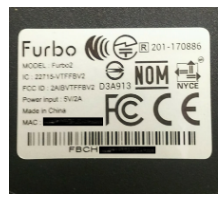 Furbo R 201-170886
MODEL : Furbo2
IC : 22715-VTFFBV2
FCC ID : 2AIBVTFFBV2 D3A913 NOM NYCE
Power input : 5V/2A
Made in China
MAC FC CE
FBCH